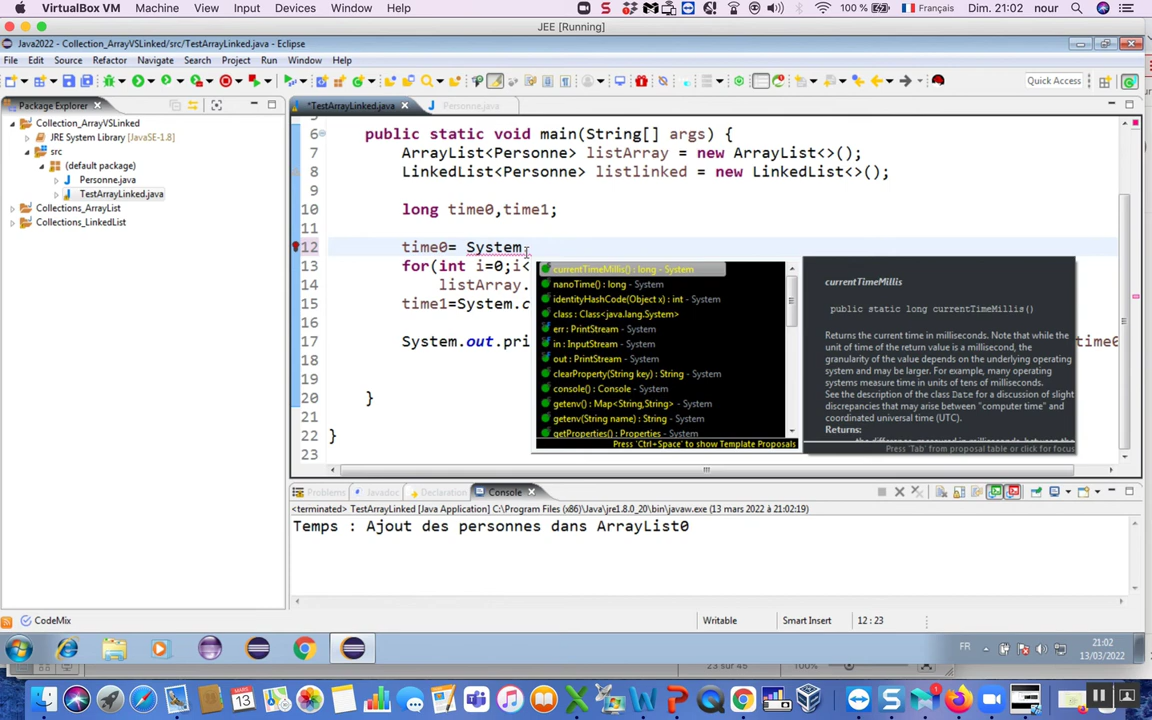 VirtualBox VM Machine View Input Devices Window Help
100 % Français Dim. 21:02 nour
JEE [Running]
Java2022 - Collection_ArrayVSLinked/src/TestArrayLinked.java - Eclipse
File Edit Source Refactor Navigate Search Project Run Window Help
Quick Access
Package Explorer
*TestArrayLinked.java Personne.java
Collection_ArrayVSLinked
JRE System Library [JavaSE-1.8]
src
(default package)
Personne.java
TestArrayLinked.java
Collections_ArrayList
Collections_LinkedList
5
6 public static void main(String[] args) {
7 ArrayList<Personne> listArray = new ArrayList<>();
8 LinkedList<Personne> listlinked = new LinkedList<>();
9
10 long time0,time1;
11
12 time0= System.
13 for(int i=0;i<
14 listArray.
15 time1=System.c
16
17 System.out.pri time0
18
19
20 }
21
22 }
23
currentTimeMillis() : long - System
nanoTime() : long - System
identityHashCode(Object x) : int - System
class : Class<java.lang.System>
err : PrintStream - System
in : InputStream - System
out : PrintStream - System
clearProperty(String key) : String - System
console() : Console - System
getenv() : Map<String,String> - System
getenv(String name) : String - System
getProperties() : Properties - System
Press 'Ctrl+Space' to show Template Proposals
currentTimeMillis
public static long currentTimeMillis()
Returns the current time in milliseconds. Note that while the
unit of time of the return value is a millisecond, the
granularity of the value depends on the underlying operating
system and may be larger. For example, many operating
systems measure time in units of tens of milliseconds.
See the description of the class Date for a discussion of slight
discrepancies that may arise between "computer time" and
coordinated universal time (UTC).
Returns:
Press 'Tab' from proposal table or click for focus
Problems Javadoc Declaration Console
<terminated> TestArrayLinked [Java Application] C:\Program Files (x86)\Java\jre1.8.0_20\bin\javaw.exe (13 mars 2022 à 21:02:19)
Temps : Ajout des personnes dans ArrayList0
CodeMix
Writable Smart Insert 12 : 23
FR
21:02
13/03/2022
23 sur 45 100%